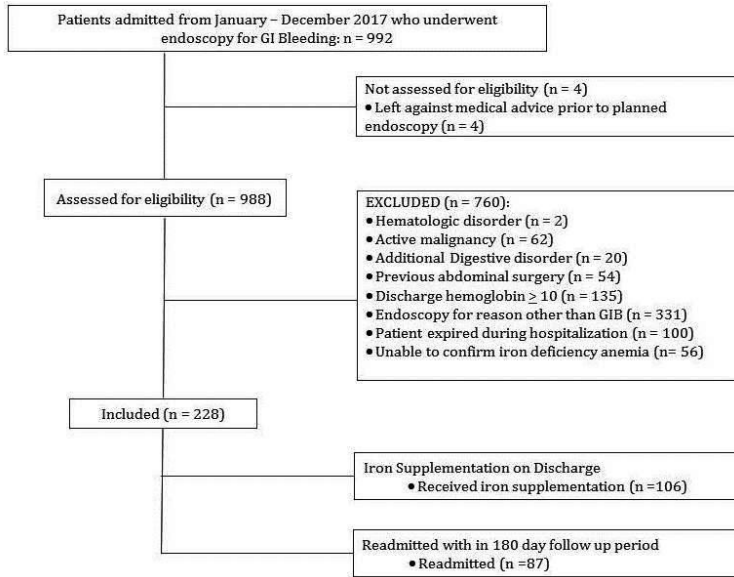 Patients admitted from January – December 2017 who underwent
endoscopy for GI Bleeding: n = 992
Not assessed for eligibility (n = 4)
• Left against medical advice prior to planned
endoscopy (n = 4)
Assessed for eligibility (n = 988)
EXCLUDED (n = 760):
• Hematologic disorder (n = 2)
• Active malignancy (n = 62)
• Additional Digestive disorder (n = 20)
• Previous abdominal surgery (n = 54)
• Discharge hemoglobin ≥ 10 (n = 135)
• Endoscopy for reason other than GIB (n = 331)
• Patient expired during hospitalization (n = 100)
• Unable to confirm iron deficiency anemia (n= 56)
Included (n = 228)
Iron Supplementation on Discharge
• Received iron supplementation (n =106)
Readmitted with in 180 day follow up period
• Readmitted (n =87)